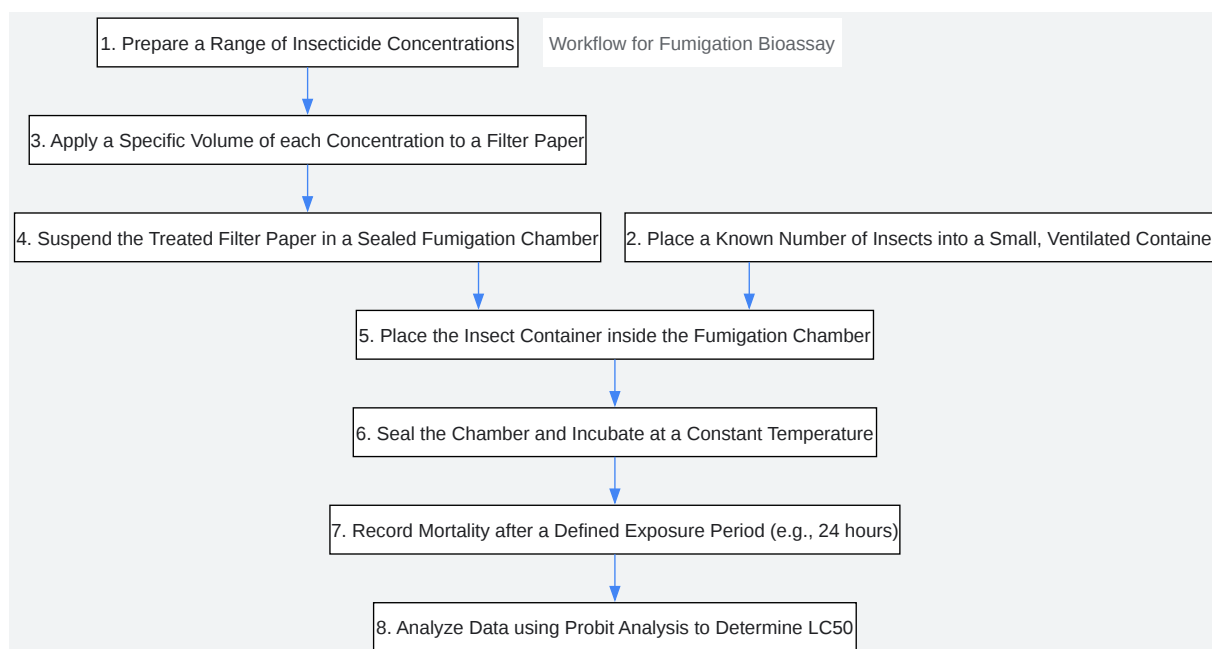 1. Prepare a Range of Insecticide Concentrations
Workflow for Fumigation Bioassay
3. Apply a Specific Volume of each Concentration to a Filter Paper
4. Suspend the Treated Filter Paper in a Sealed Fumigation Chamber
2. Place a Known Number of Insects into a Small, Ventilated Containe
5. Place the Insect Container inside the Fumigation Chamber
6. Seal the Chamber and Incubate at a Constant Temperature
7. Record Mortality after a Defined Exposure Period (e.g., 24 hours)
8. Analyze Data using Probit Analysis to Determine LC50